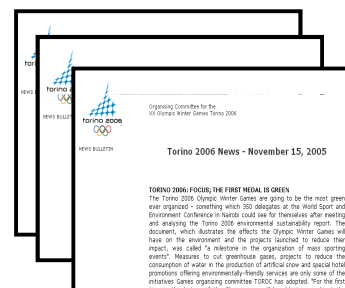 torino
NEWS
torino
NEWS BULLETIN
torino 2006
NEWS BULLETIN
Organising Committee for the
XX Olympic Winter Games Torino 2006
Torino 2006 News - November 15, 2005
TORINO 2006: FOCUS; THE FIRST MEDAL IS GREEN
The Torino 2006 Olympic Winter Games are going to be the most green
ever organized - something which 350 delegates at the World Sport and
Environment Conference in Nairobi could see for themselves after meeting
and analysing the Torino 2006 environmental sustainability report. The
document, which illustrates the effects the Olympic Winter Games will
have on the environment and the projects launched to reduce their
impact, was called "a milestone in the organization of mass sporting
events". Measures to cut greenhouse gases, projects to reduce the
consumption of water in the production of artificial snow and special hotel
promotions offering environmentally-friendly services are only some of the
initiatives Games organizing committee TOROC has adopted. "For the first